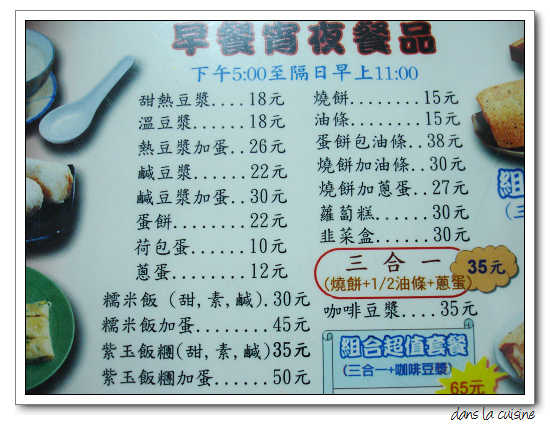 早餐宵夜餐品
下午5:00至隔日早上11:00
甜熱豆漿....18元
溫豆漿......18元
熱豆漿加蛋..26元
鹹豆漿......22元
鹹豆漿加蛋..30元
蛋餅........22元
荷包蛋......10元
蔥蛋........12元
糯米飯(甜,素,鹹).30元
糯米飯加蛋........45元
紫玉飯糰(甜,素,鹹)35元
紫玉飯糰加蛋......50元
燒餅........15元
油條........15元
蛋餅包油條..38元
燒餅加油條..30元
燒餅加蔥蛋..27元
蘿蔔糕......30元
韭菜盒......30元
三合一
(燒餅+1/2油條+蔥蛋)
35元
咖啡豆漿....35元
組合超值套餐
(三合一+咖啡豆漿)
65元
組合
(三
dans la cuisine